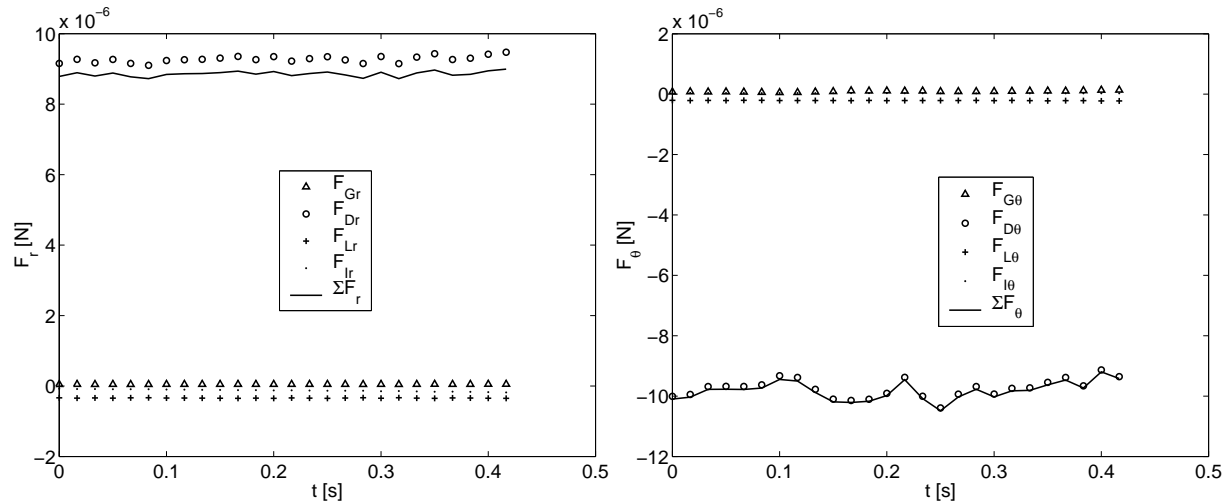 x 10⁻⁶
10
8
6
4
2
0
−2
0
0.1
0.2
0.3
0.4
0.5
t [s]
F_r [N]
F_Gr
F_Dr
F_Lr
F_Ir
ΣF_r
x 10⁻⁶
2
0
−2
−4
−6
−8
−10
−12
0
0.1
0.2
0.3
0.4
0.5
t [s]
F_θ [N]
F_Gθ
F_Dθ
F_Lθ
F_Iθ
ΣF_θ